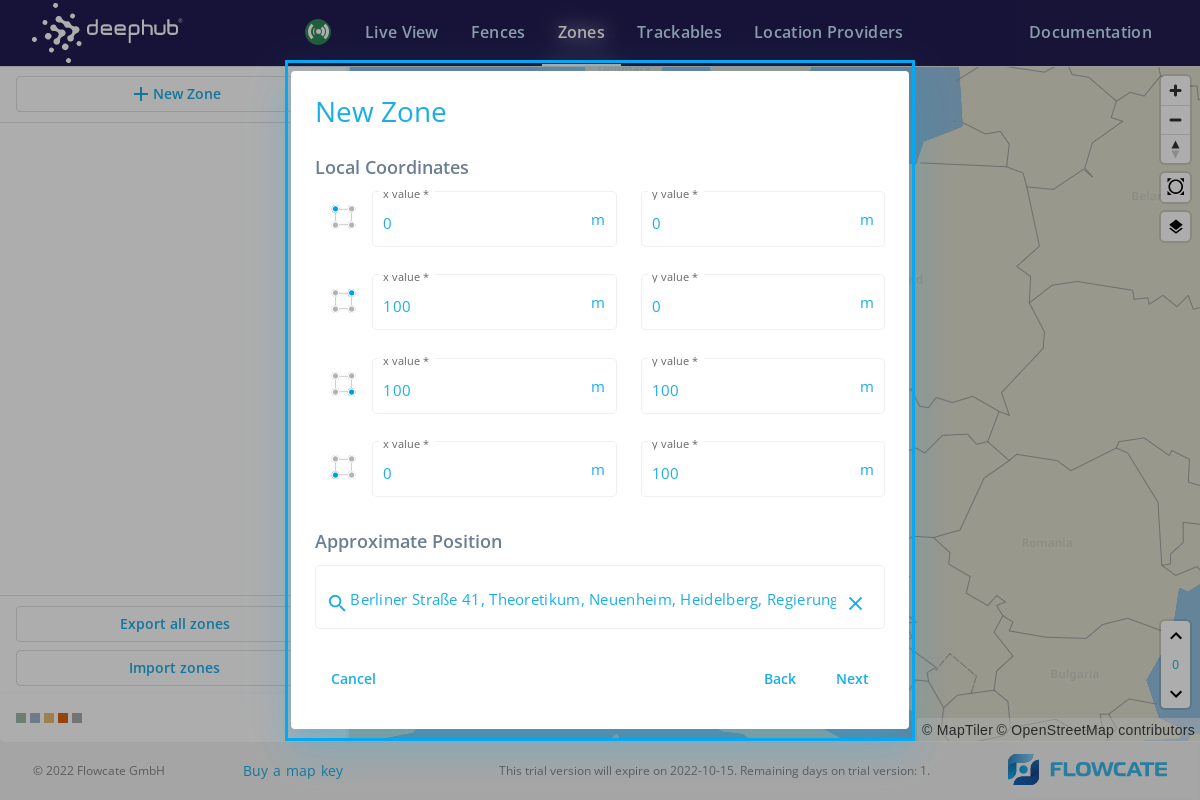 deephub
Live View
Fences
Zones
Trackables
Location Providers
Documentation
New Zone
New Zone
Local Coordinates
x value *
0
m
y value *
0
m
x value *
100
m
y value *
0
m
x value *
100
m
y value *
100
m
x value *
0
m
y value *
100
m
Approximate Position
Berliner Straße 41, Theoretikum, Neuenheim, Heidelberg, Regierung
Cancel
Back
Next
Export all zones
Import zones
Romania
Bulgaria
0
© MapTiler © OpenStreetMap contributors
© 2022 Flowcate GmbH
Buy a map key
This trial version will expire on 2022-10-15. Remaining days on trial version: 1.
FLOWCATE